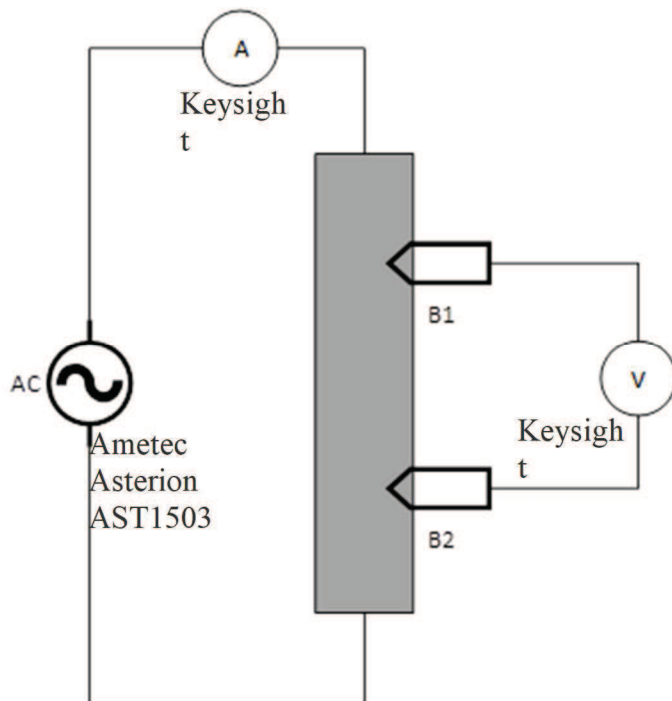 A
Keysigh
t
B1
AC
V
Keysigh
t
Ametec
Asterion
AST1503
B2